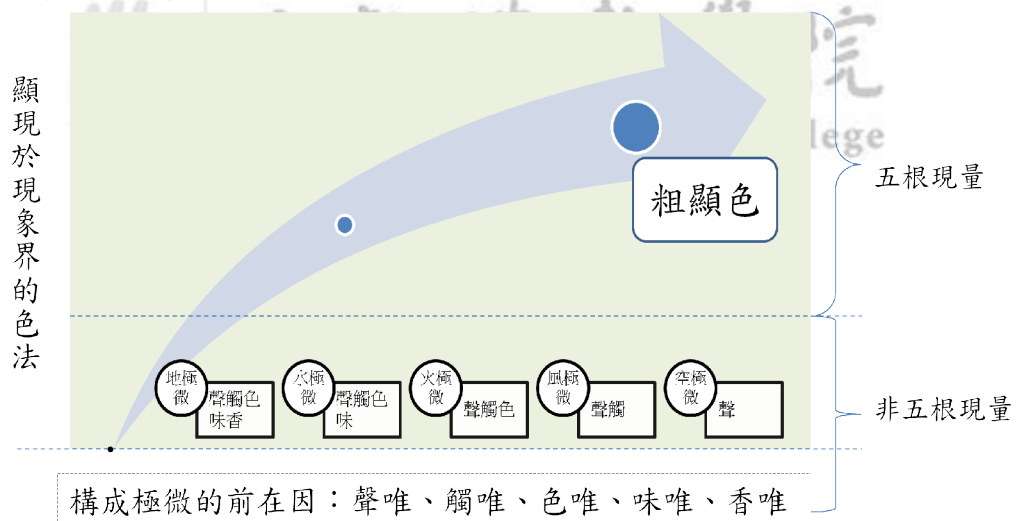 院
lege
顯現於現象界的色法
五根現量
粗顯色
地極微
聲觸色
味香
水極微
聲觸色
味
火極微
聲觸色
風極微
聲觸
空極微
聲
非五根現量
構成極微的前在因：聲唯、觸唯、色唯、味唯、香唯